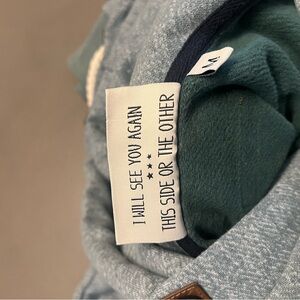 I WILL SEE YOU AGAIN
★ ★ ★
THIS SIDE OR THE OTHER
M